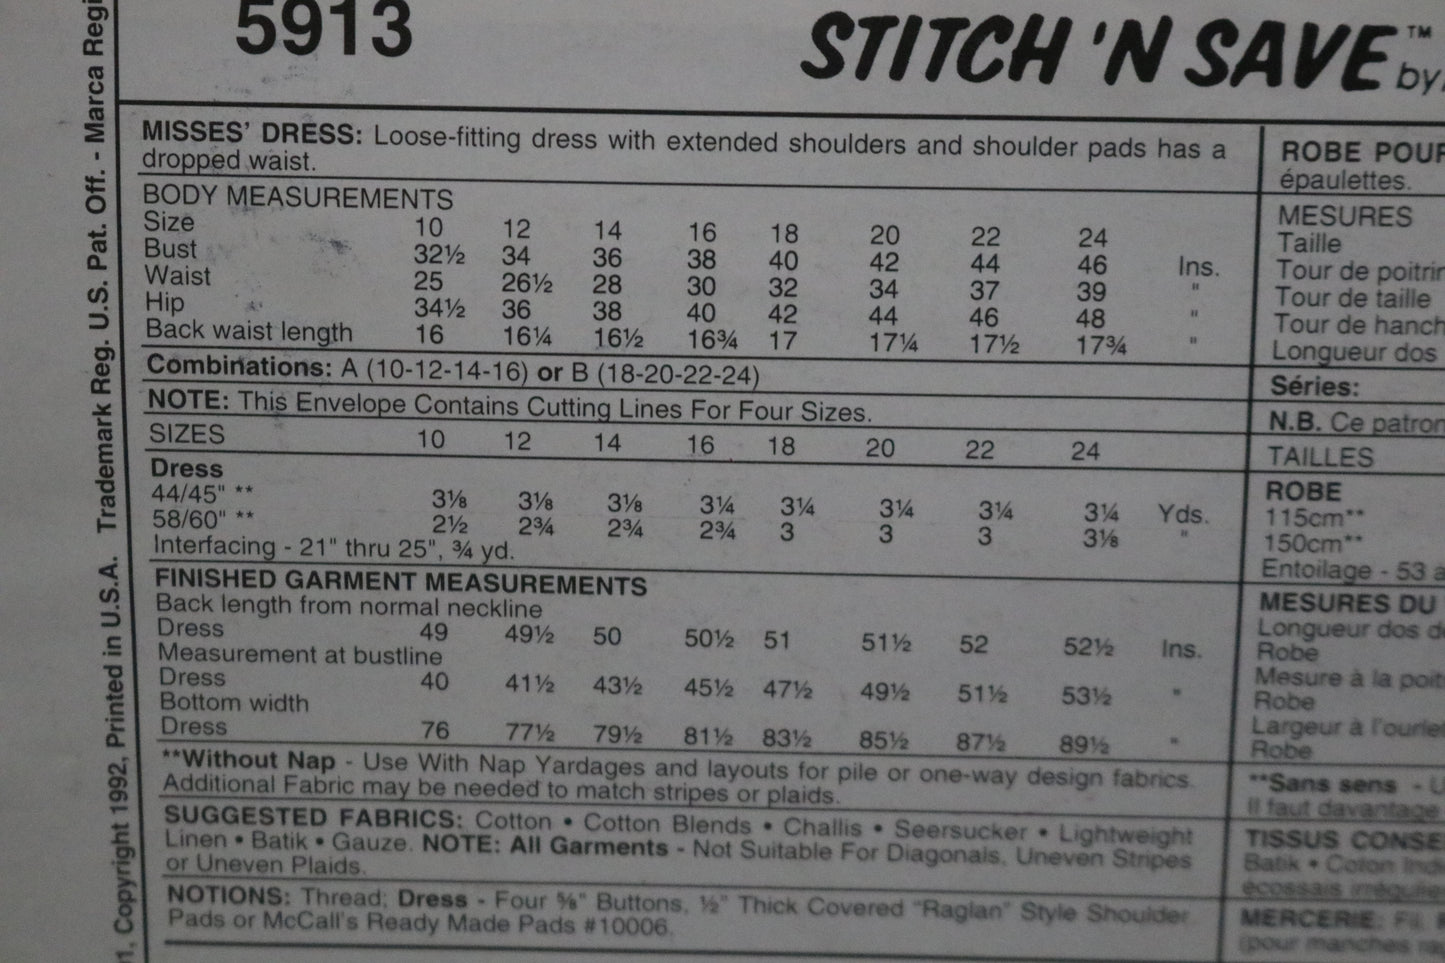 5913
STITCH 'N SAVE™
by
MISSES' DRESS: Loose-fitting dress with extended shoulders and shoulder pads has a
dropped waist.
BODY MEASUREMENTS
Size 10 12 14 16 18 20 22 24
Bust 32½ 34 36 38 40 42 44 46 Ins.
Waist 25 26½ 28 30 32 34 37 39 "
Hip 34½ 36 38 40 42 44 46 48 "
Back waist length 16 16¼ 16½ 16¾ 17 17¼ 17½ 17¾ "
Combinations: A (10-12-14-16) or B (18-20-22-24)
NOTE: This Envelope Contains Cutting Lines For Four Sizes.
SIZES 10 12 14 16 18 20 22 24
Dress
44/45" ** 3⅛ 3⅛ 3⅛ 3¼ 3¼ 3¼ 3¼ 3¼ Yds.
58/60" ** 2½ 2¾ 2¾ 2¾ 3 3 3 3⅛ "
Interfacing - 21" thru 25", ¾ yd.
FINISHED GARMENT MEASUREMENTS
Back length from normal neckline
Dress 49 49½ 50 50½ 51 51½ 52 52½ Ins.
Measurement at bustline
Dress 40 41½ 43½ 45½ 47½ 49½ 51½ 53½ "
Bottom width
Dress 76 77½ 79½ 81½ 83½ 85½ 87½ 89½ "
**Without Nap - Use With Nap Yardages and layouts for pile or one-way design fabrics.
Additional Fabric may be needed to match stripes or plaids.
SUGGESTED FABRICS: Cotton • Cotton Blends • Challis • Seersucker • Lightweight
Linen • Batik • Gauze. NOTE: All Garments - Not Suitable For Diagonals, Uneven Stripes
or Uneven Plaids.
NOTIONS: Thread; Dress - Four ⅝" Buttons, ½" Thick Covered "Raglan" Style Shoulder
Pads or McCall's Ready Made Pads #10006.
ROBE POUR
épaulettes.
MESURES
Taille
Tour de poitrin
Tour de taille
Tour de hanch
Longueur dos
Séries:
N.B. Ce patron
TAILLES
ROBE
115cm**
150cm**
Entoilage - 53 a
MESURES DU
Longueur dos de
Robe
Mesure à la poit
Robe
Largeur à l'ourlet
Robe
**Sans sens - U
Il faut davantage
TISSUS CONSE
Batik • Coton Ind
écossais irrégulie
MERCERIE: Fil.
(pour manches ra
, Copyright 1992, Printed in U.S.A. Trademark Reg. U.S. Pat. Off. - Marca Regi